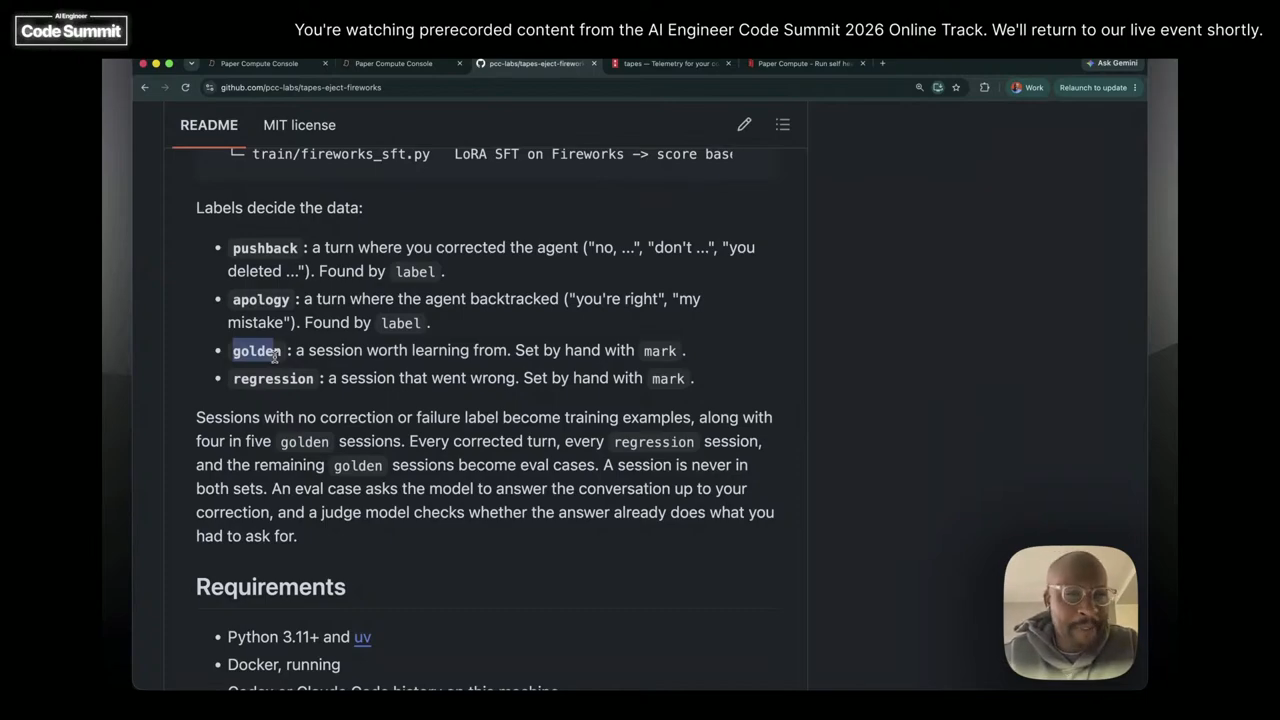 AI Engineer
Code Summit
You're watching prerecorded content from the AI Engineer Code Summit 2026 Online Track. We'll return to our live event shortly.
Paper Compute Console
Paper Compute Console
pcc-labs/tapes-eject-firewor
tapes — Telemetry for your c
Paper Compute - Run self he
Ask Gemini
github.com/pcc-labs/tapes-eject-fireworks
Work
Relaunch to update
README
MIT license
└─ train/fireworks_sft.py LoRA SFT on Fireworks -> score base
Labels decide the data:
• pushback : a turn where you corrected the agent ("no, ...", "don't ...", "you
deleted ..."). Found by label .
• apology : a turn where the agent backtracked ("you're right", "my
mistake"). Found by label .
• golden : a session worth learning from. Set by hand with mark .
• regression : a session that went wrong. Set by hand with mark .
Sessions with no correction or failure label become training examples, along with
four in five golden sessions. Every corrected turn, every regression session,
and the remaining golden sessions become eval cases. A session is never in
both sets. An eval case asks the model to answer the conversation up to your
correction, and a judge model checks whether the answer already does what you
had to ask for.
Requirements
• Python 3.11+ and uv
• Docker, running
Codex or Claude Code history on this machine